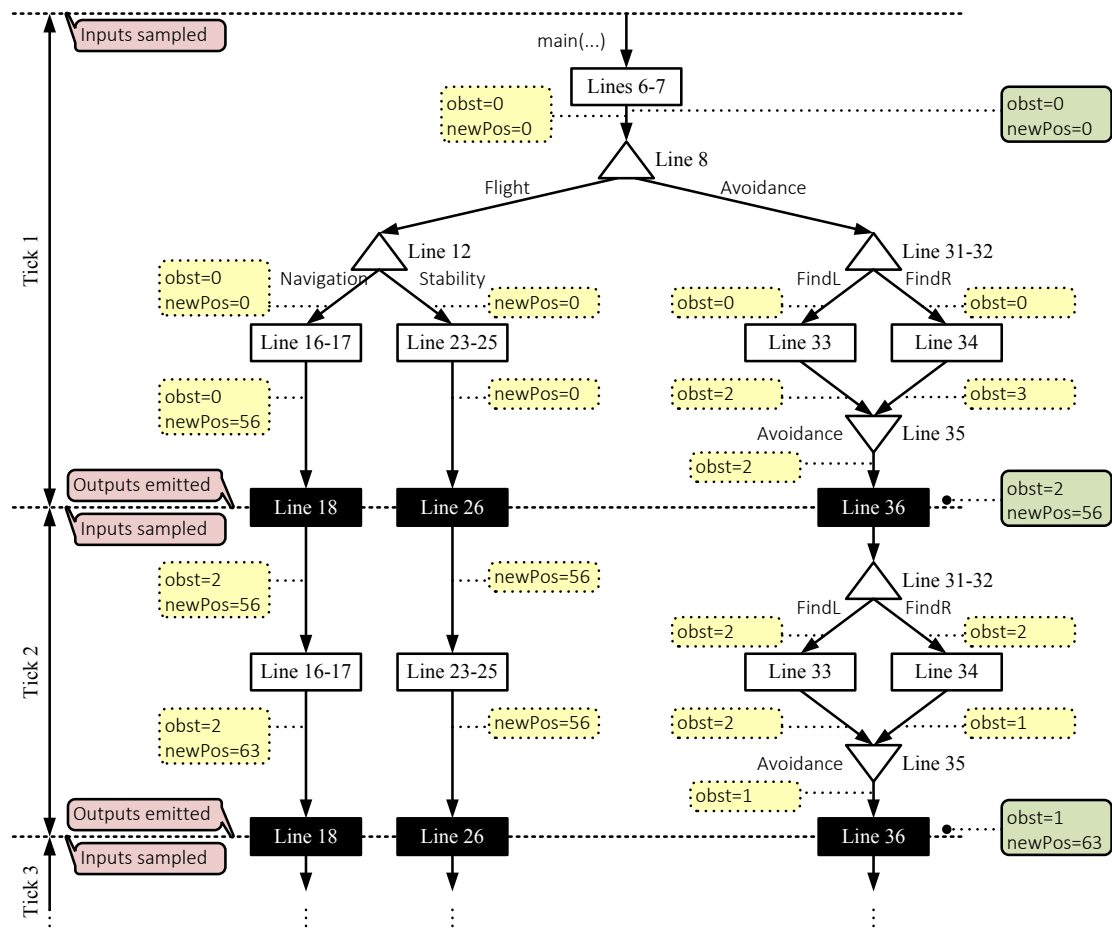 Inputs sampled
main(...)
Lines 6-7
obst=0
newPos=0
obst=0
newPos=0
Line 8
Flight
Avoidance
Tick 1
Line 12
Line 31-32
obst=0
newPos=0
Navigation
Stability
newPos=0
obst=0
FindL
FindR
obst=0
Line 16-17
Line 23-25
Line 33
Line 34
obst=0
newPos=56
newPos=0
obst=2
obst=3
Avoidance
Line 35
obst=2
Outputs emitted
Line 18
Line 26
Line 36
obst=2
newPos=56
Inputs sampled
obst=2
newPos=56
newPos=56
Line 31-32
FindL
FindR
obst=2
obst=2
Tick 2
Line 16-17
Line 23-25
Line 33
Line 34
obst=2
newPos=63
newPos=56
obst=2
obst=1
Avoidance
Line 35
obst=1
Outputs emitted
Line 18
Line 26
Line 36
obst=1
newPos=63
Inputs sampled
Tick 3